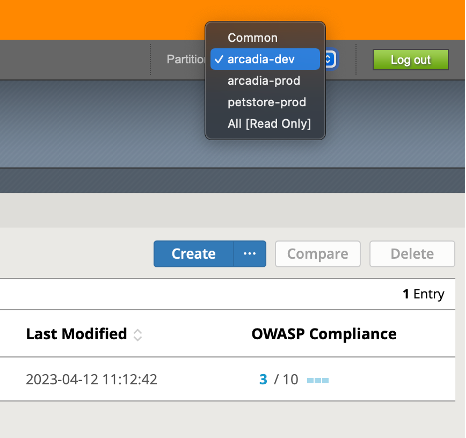 Common
Partition
✓ arcadia-dev
Log out
arcadia-prod
petstore-prod
All [Read Only]
Create ...
Compare
Delete
1 Entry
Last Modified
OWASP Compliance
2023-04-12 11:12:42
3 / 10